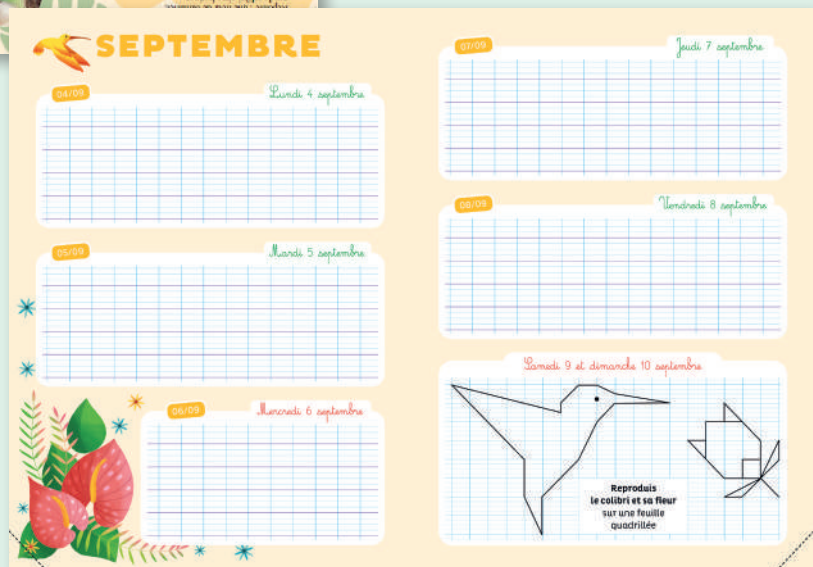 SEPTEMBRE
04/09
Lundi 4 septembre
05/09
Mardi 5 septembre
06/09
Mercredi 6 septembre
07/09
Jeudi 7 septembre
08/09
Vendredi 8 septembre
Samedi 9 et dimanche 10 septembre
Reproduis
le colibri et sa fleur
sur une feuille
quadrillée